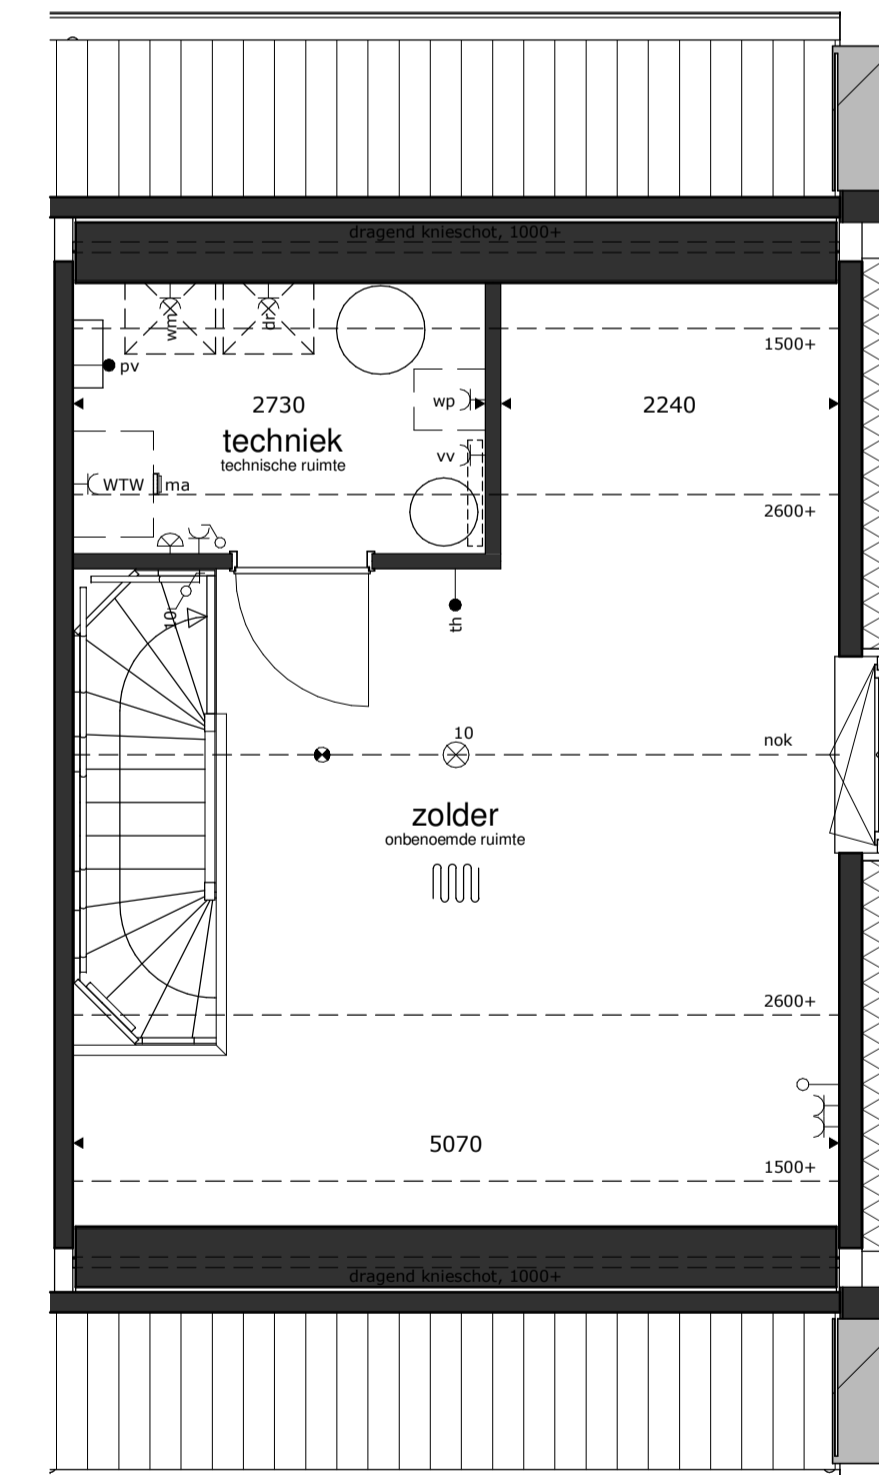 dragend knieschot, 1000+
wm
dr
1500+
pv
2730
wp
2240
techniek
technische ruimte
vv
WTW
ma
2600+
10
th
10
nok
zolder
onbenoemde ruimte
2600+
5070
1500+
dragend knieschot, 1000+